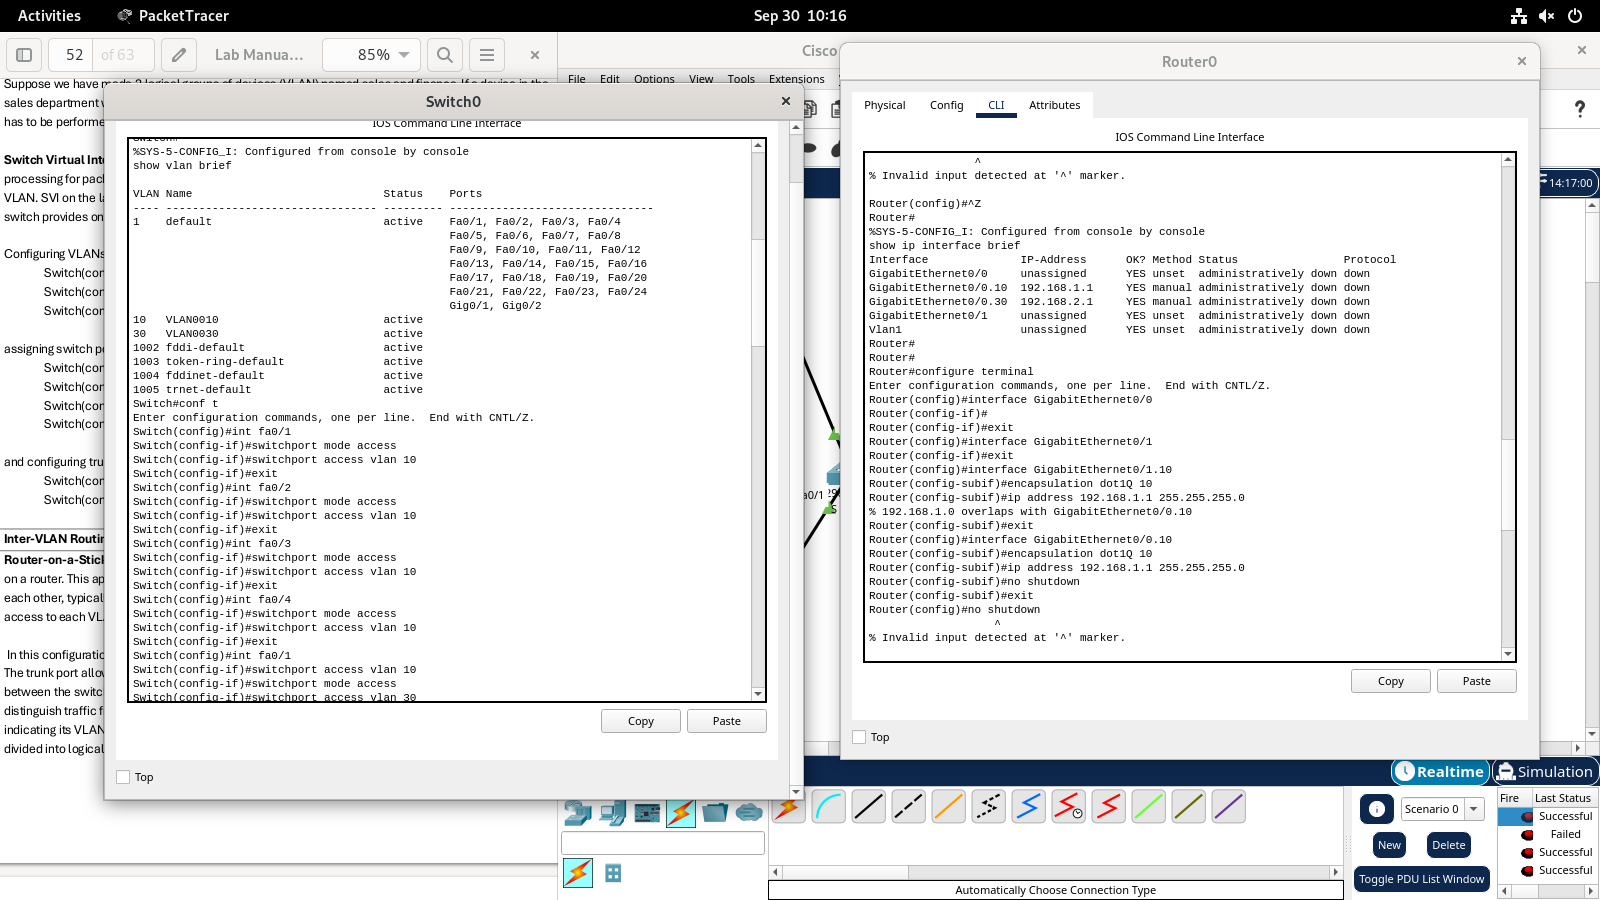 Activities PacketTracer Sep 30 10:16
52 of 63 Lab Manua... 85%
sales department
has to be performe
Switch Virtual Int
processing for pac
VLAN. SVI on the la
switch provides on
Configuring VLANs
Switch(con
Switch(con
Switch(con
assigning switch po
Switch(con
Switch(con
Switch(con
Switch(con
and configuring tru
Switch(con
Switch(con
Inter-VLAN Routin
Router-on-a-Stick
on a router. This ap
each other, typical
access to each VL
In this configuratio
The trunk port allow
between the switc
distinguish traffic f
indicating its VLAN
divided into logical
Cisco
File Edit Options View Tools Extensions
Switch0
IOS Command Line Interface
%SYS-5-CONFIG_I: Configured from console by console
show vlan brief
VLAN Name Status Ports
---- -------------------------------- --------- -------------------------------
1 default active Fa0/1, Fa0/2, Fa0/3, Fa0/4
Fa0/5, Fa0/6, Fa0/7, Fa0/8
Fa0/9, Fa0/10, Fa0/11, Fa0/12
Fa0/13, Fa0/14, Fa0/15, Fa0/16
Fa0/17, Fa0/18, Fa0/19, Fa0/20
Fa0/21, Fa0/22, Fa0/23, Fa0/24
Gig0/1, Gig0/2
10 VLAN0010 active
30 VLAN0030 active
1002 fddi-default active
1003 token-ring-default active
1004 fddinet-default active
1005 trnet-default active
Switch#conf t
Enter configuration commands, one per line. End with CNTL/Z.
Switch(config)#int fa0/1
Switch(config-if)#switchport mode access
Switch(config-if)#switchport access vlan 10
Switch(config-if)#exit
Switch(config)#int fa0/2
Switch(config-if)#switchport mode access
Switch(config-if)#switchport access vlan 10
Switch(config-if)#exit
Switch(config)#int fa0/3
Switch(config-if)#switchport mode access
Switch(config-if)#switchport access vlan 10
Switch(config-if)#exit
Switch(config)#int fa0/4
Switch(config-if)#switchport mode access
Switch(config-if)#switchport access vlan 10
Switch(config-if)#exit
Switch(config)#int fa0/1
Switch(config-if)#switchport access vlan 10
Switch(config-if)#switchport mode access
Switch(config-if)#switchport access vlan 30
Copy Paste
Top
Router0
Physical Config CLI Attributes
IOS Command Line Interface
^
% Invalid input detected at '^' marker.
Router(config)#^Z
Router#
%SYS-5-CONFIG_I: Configured from console by console
show ip interface brief
Interface IP-Address OK? Method Status Protocol
GigabitEthernet0/0 unassigned YES unset administratively down down
GigabitEthernet0/0.10 192.168.1.1 YES manual administratively down down
GigabitEthernet0/0.30 192.168.2.1 YES manual administratively down down
GigabitEthernet0/1 unassigned YES unset administratively down down
Vlan1 unassigned YES unset administratively down down
Router#
Router#
Router#configure terminal
Enter configuration commands, one per line. End with CNTL/Z.
Router(config)#interface GigabitEthernet0/0
Router(config-if)#
Router(config-if)#exit
Router(config)#interface GigabitEthernet0/1
Router(config-if)#exit
Router(config)#interface GigabitEthernet0/1.10
Router(config-subif)#encapsulation dot1Q 10
Router(config-subif)#ip address 192.168.1.1 255.255.255.0
% 192.168.1.0 overlaps with GigabitEthernet0/0.10
Router(config-subif)#exit
Router(config)#interface GigabitEthernet0/0.10
Router(config-subif)#encapsulation dot1Q 10
Router(config-subif)#ip address 192.168.1.1 255.255.255.0
Router(config-subif)#no shutdown
Router(config-subif)#exit
Router(config)#no shutdown
^
% Invalid input detected at '^' marker.
Copy Paste
Top
14:17:00
a0/1
Realtime Simulation
Scenario 0
New Delete
Toggle PDU List Window
Fire Last Status
Successful
Failed
Successful
Successful
Automatically Choose Connection Type